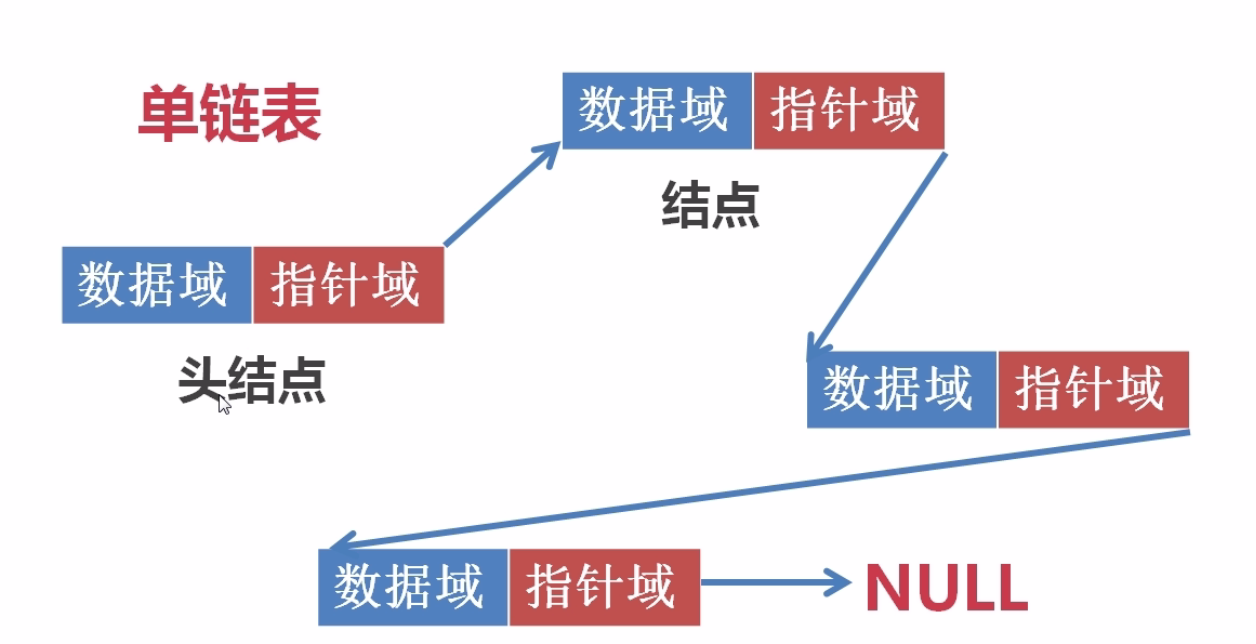 单链表
数据域 指针域
结点
数据域 指针域
头结点
数据域 指针域
数据域 指针域
NULL